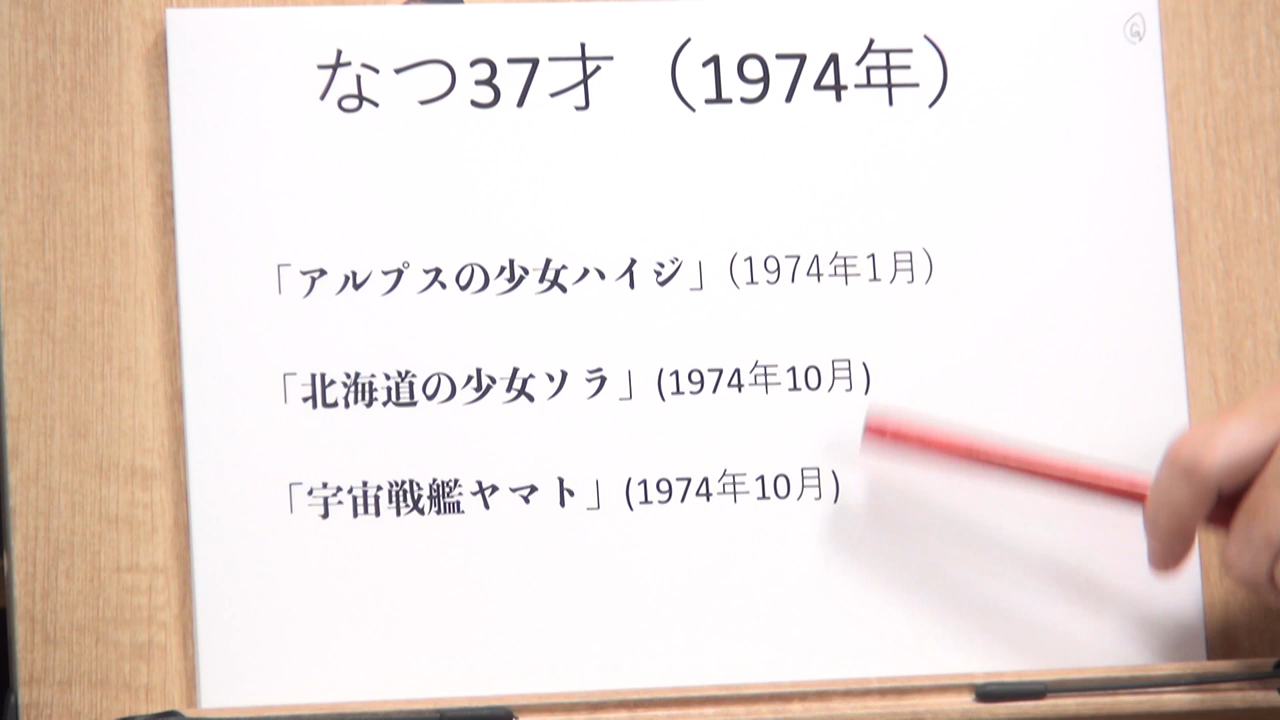 なつ37才（1974年）
「アルプスの少女ハイジ」（1974年1月）
「北海道の少女ソラ」(1974年10月)
「宇宙戦艦ヤマト」(1974年10月)